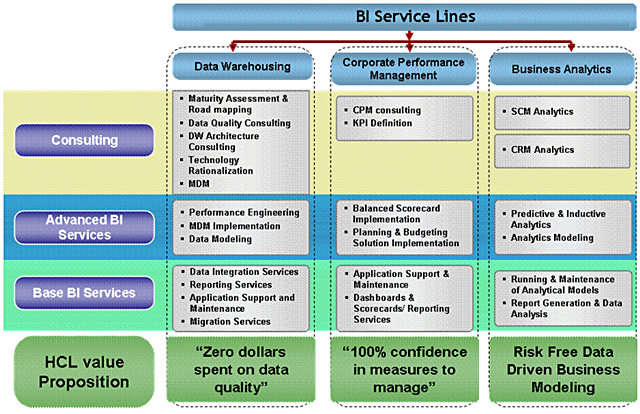 BI Service Lines
Data Warehousing
Corporate Performance
Management
Business Analytics
Consulting
Maturity Assessment &
Road mapping
Data Quality Consulting
DW Architecture
Consulting
Technology
Rationalization
MDM
CPM consulting
KPI Definition
SCM Analytics
CRM Analytics
Advanced BI
Services
Performance Engineering
MDM Implementation
Data Modeling
Balanced Scorecard
Implementation
Planning & Budgeting
Solution Implementation
Predictive & Inductive
Analytics
Analytics Modeling
Base BI Services
Data Integration Services
Reporting Services
Application Support and
Maintenance
Migration Services
Application Support &
Maintenance
Dashboards &
Scorecards/ Reporting
Services
Running & Maintenance
of Analytical Models
Report Generation & Data
Analysis
HCL value
Proposition
“Zero dollars
spent on data
quality”
“100% confidence
in measures to
manage”
Risk Free Data
Driven Business
Modeling